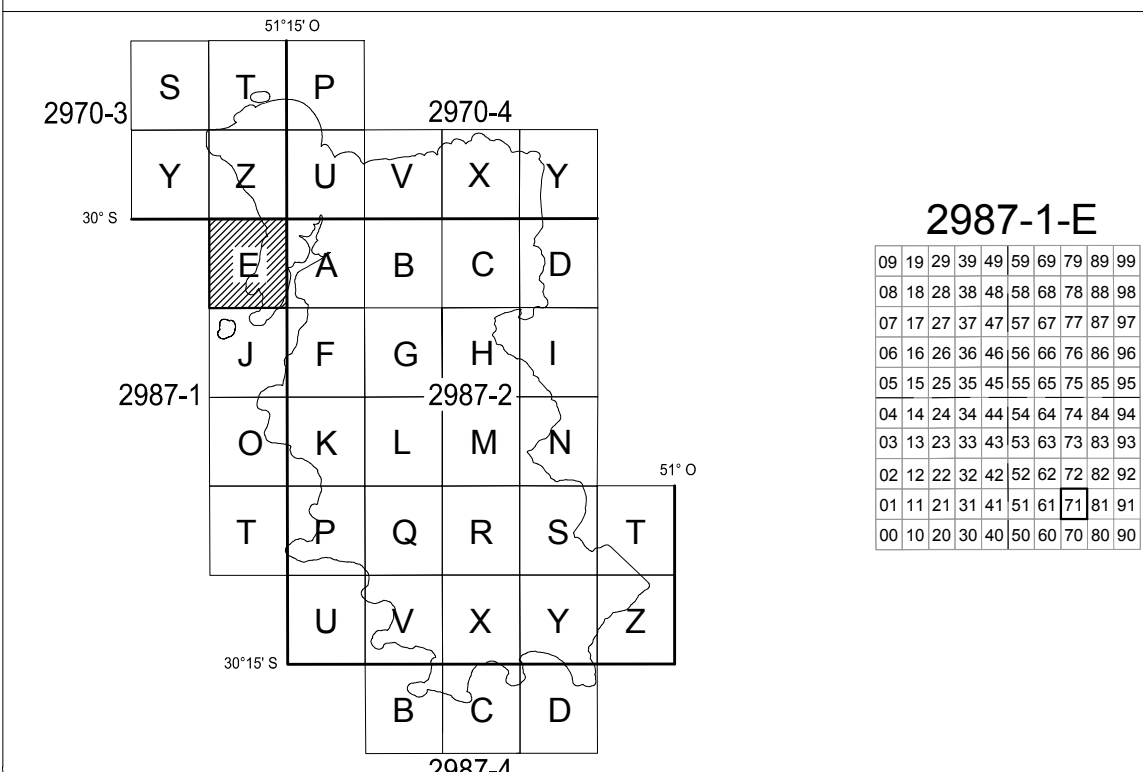 51°15' O
S T P
2970-3 2970-4
Y Z U V X Y
30° S
E A B C D
J F G H I
2987-1 2987-2
O K L M N
51° O
T P Q R S T
U V X Y Z
30°15' S
B C D
2987-4
2987-1-E
09 19 29 39 49 59 69 79 89 99
08 18 28 38 48 58 68 78 88 98
07 17 27 37 47 57 67 77 87 97
06 16 26 36 46 56 66 76 86 96
05 15 25 35 45 55 65 75 85 95
04 14 24 34 44 54 64 74 84 94
03 13 23 33 43 53 63 73 83 93
02 12 22 32 42 52 62 72 82 92
01 11 21 31 41 51 61 71 81 91
00 10 20 30 40 50 60 70 80 90